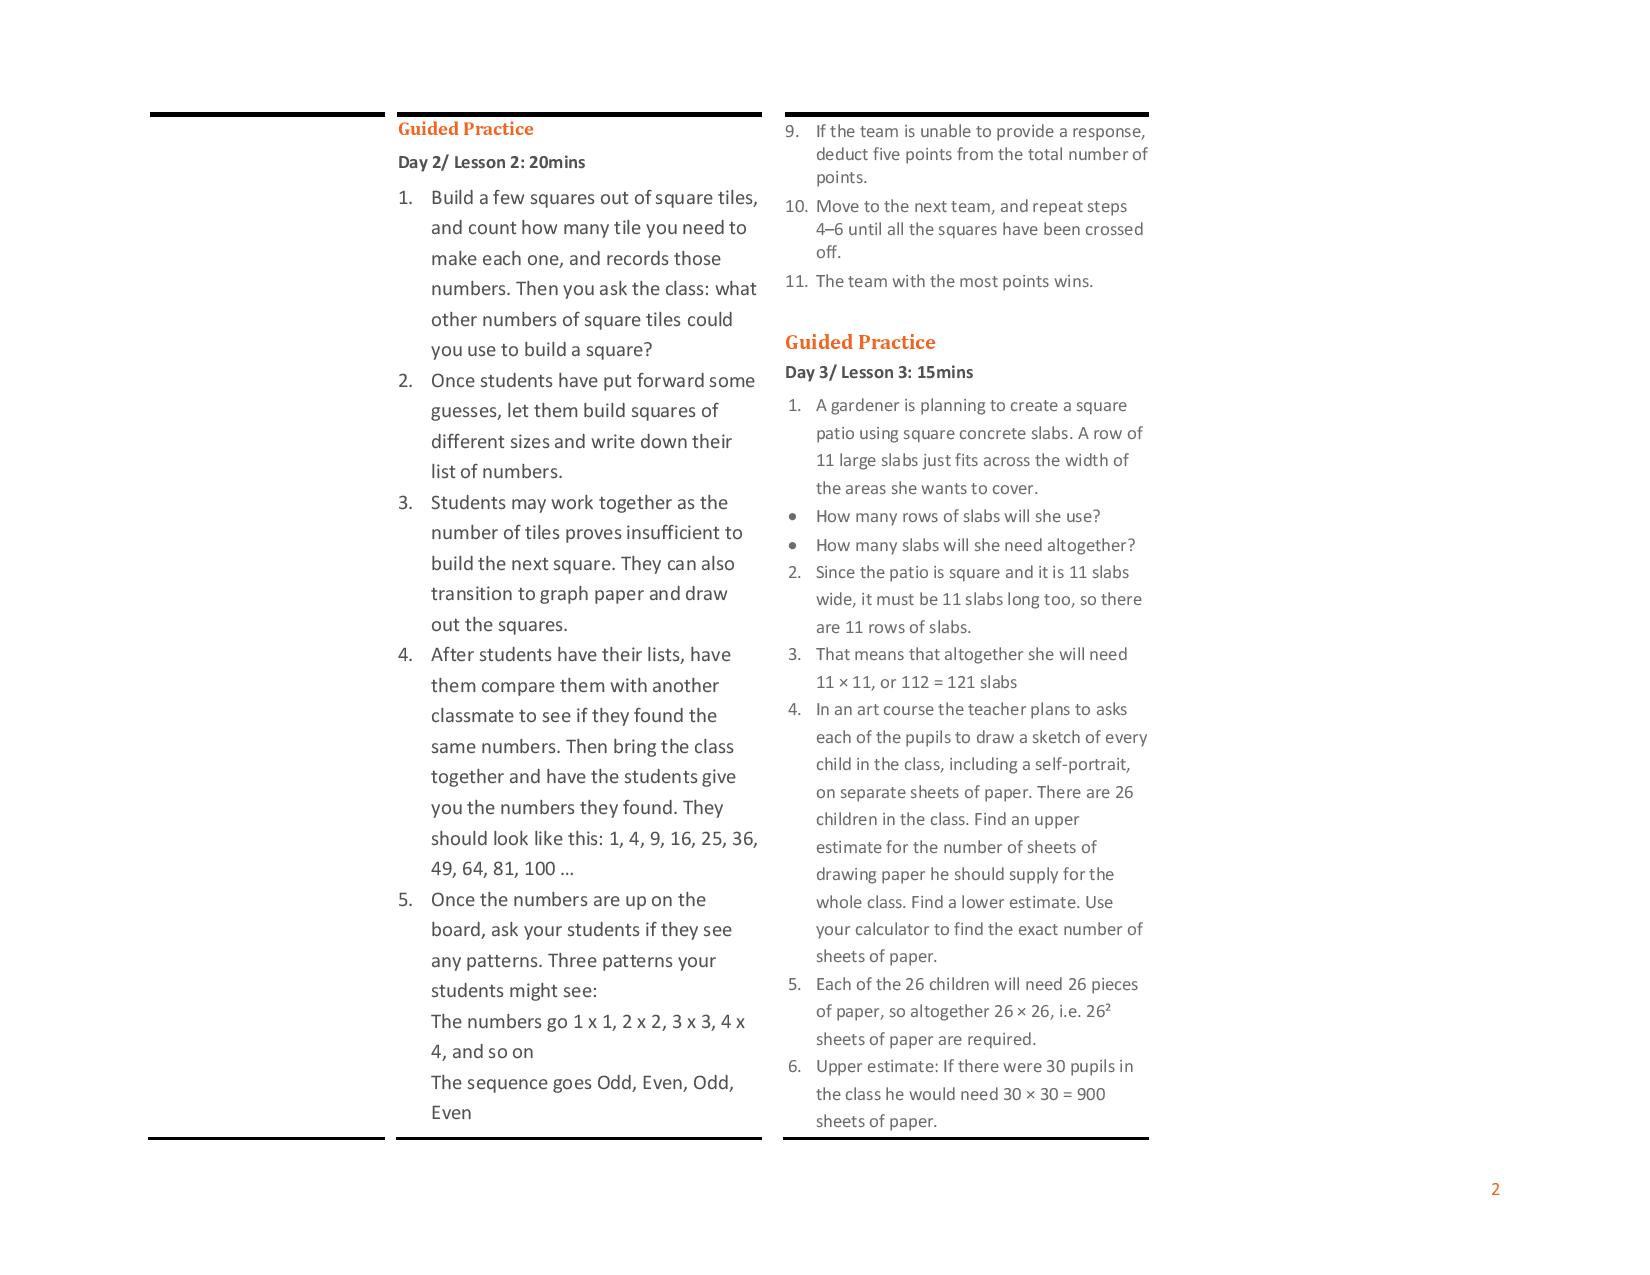 Guided Practice
Day 2/ Lesson 2: 20mins
1. Build a few squares out of square tiles,
and count how many tile you need to
make each one, and records those
numbers. Then you ask the class: what
other numbers of square tiles could
you use to build a square?
2. Once students have put forward some
guesses, let them build squares of
different sizes and write down their
list of numbers.
3. Students may work together as the
number of tiles proves insufficient to
build the next square. They can also
transition to graph paper and draw
out the squares.
4. After students have their lists, have
them compare them with another
classmate to see if they found the
same numbers. Then bring the class
together and have the students give
you the numbers they found. They
should look like this: 1, 4, 9, 16, 25, 36,
49, 64, 81, 100 ...
5. Once the numbers are up on the
board, ask your students if they see
any patterns. Three patterns your
students might see:
The numbers go 1 x 1, 2 x 2, 3 x 3, 4 x
4, and so on
The sequence goes Odd, Even, Odd,
Even
9. If the team is unable to provide a response,
deduct five points from the total number of
points.
10. Move to the next team, and repeat steps
4–6 until all the squares have been crossed
off.
11. The team with the most points wins.
Guided Practice
Day 3/ Lesson 3: 15mins
1. A gardener is planning to create a square
patio using square concrete slabs. A row of
11 large slabs just fits across the width of
the areas she wants to cover.
• How many rows of slabs will she use?
• How many slabs will she need altogether?
2. Since the patio is square and it is 11 slabs
wide, it must be 11 slabs long too, so there
are 11 rows of slabs.
3. That means that altogether she will need
11 × 11, or 112 = 121 slabs
4. In an art course the teacher plans to asks
each of the pupils to draw a sketch of every
child in the class, including a self-portrait,
on separate sheets of paper. There are 26
children in the class. Find an upper
estimate for the number of sheets of
drawing paper he should supply for the
whole class. Find a lower estimate. Use
your calculator to find the exact number of
sheets of paper.
5. Each of the 26 children will need 26 pieces
of paper, so altogether 26 × 26, i.e. 26²
sheets of paper are required.
6. Upper estimate: If there were 30 pupils in
the class he would need 30 × 30 = 900
sheets of paper.
2